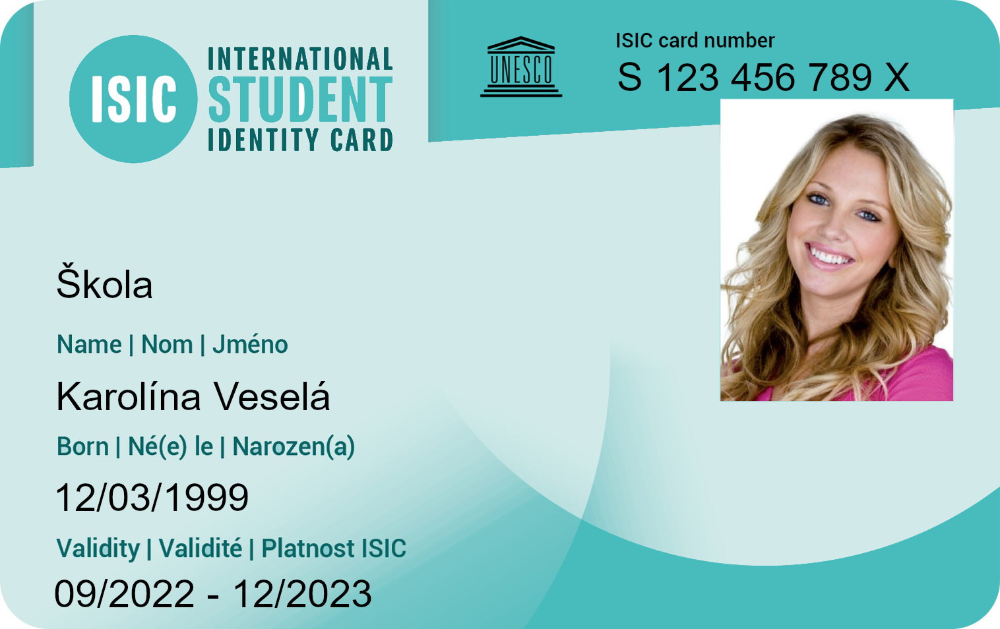 ISIC
INTERNATIONAL
STUDENT
IDENTITY CARD
UNESCO
ISIC card number
S 123 456 789 X
Škola
Name | Nom | Jméno
Karolína Veselá
Born | Né(e) le | Narozen(a)
12/03/1999
Validity | Validité | Platnost ISIC
09/2022 - 12/2023